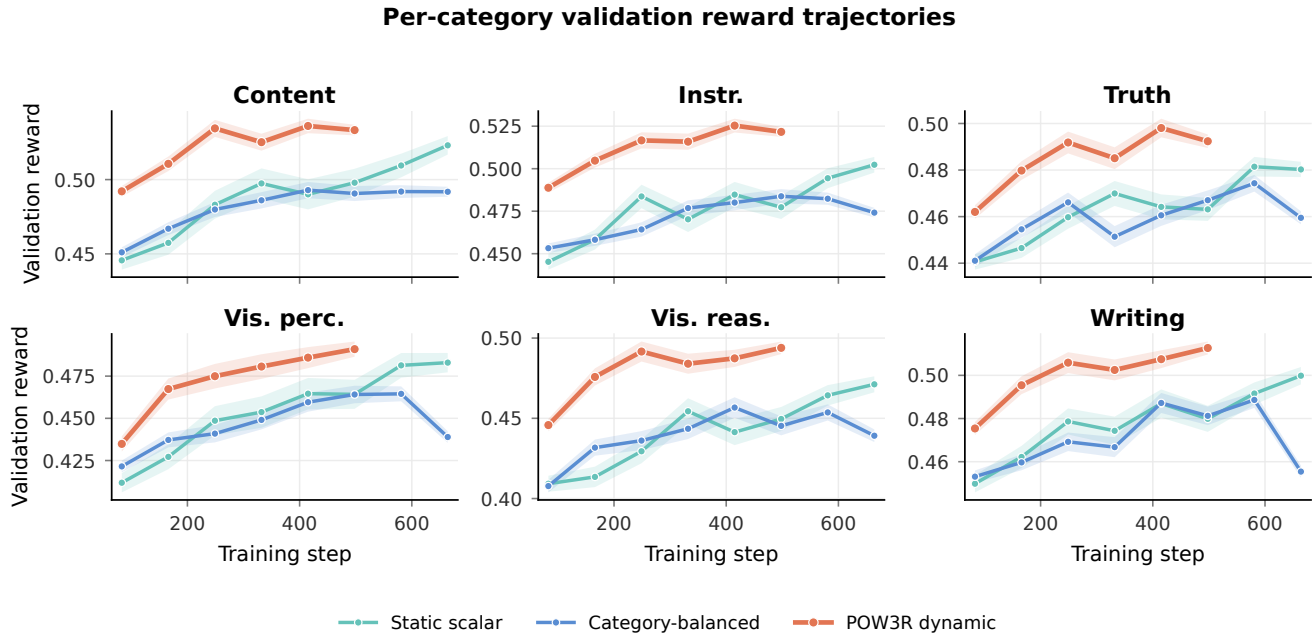 Per-category validation reward trajectories
Content
Instr.
Truth
Validation reward
0.50
0.45
0.525
0.500
0.475
0.450
0.50
0.48
0.46
0.44
Vis. perc.
Vis. reas.
Writing
Validation reward
0.475
0.450
0.425
0.50
0.45
0.40
0.50
0.48
0.46
200 400 600
200 400 600
200 400 600
Training step
Training step
Training step
Static scalar Category-balanced POW3R dynamic